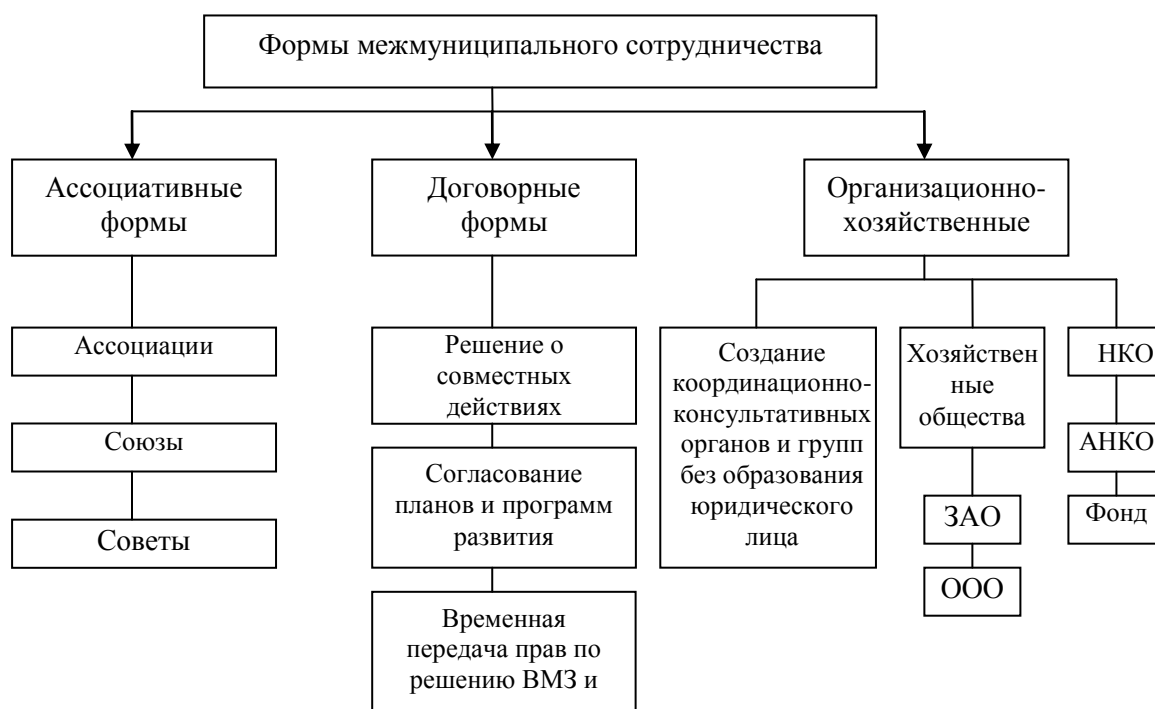 Формы межмуниципального сотрудничества
Ассоциативные
формы
Ассоциации
Союзы
Советы
Договорные
формы
Решение о
совместных
действиях
Согласование
планов и программ
развития
Временная
передача прав по
решению ВМЗ и
Организационно-
хозяйственные
Создание
координационно-
консультативных
органов и групп
без образования
юридического
лица
Хозяйствен
ные
общества
ЗАО
ООО
НКО
АНКО
Фонд